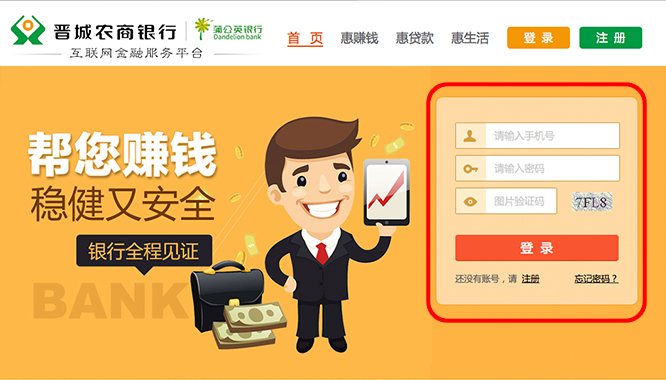 晋城农商银行
蒲公英银行
Dandelion bank
互联网金融服务平台
首 页
惠赚钱
惠贷款
惠生活
登 录
注 册
帮您赚钱
稳健又安全
银行全程见证
BANK
请输入手机号
请输入密码
图片验证码
7FL8
登 录
还没有账号，请 注册
忘记密码？